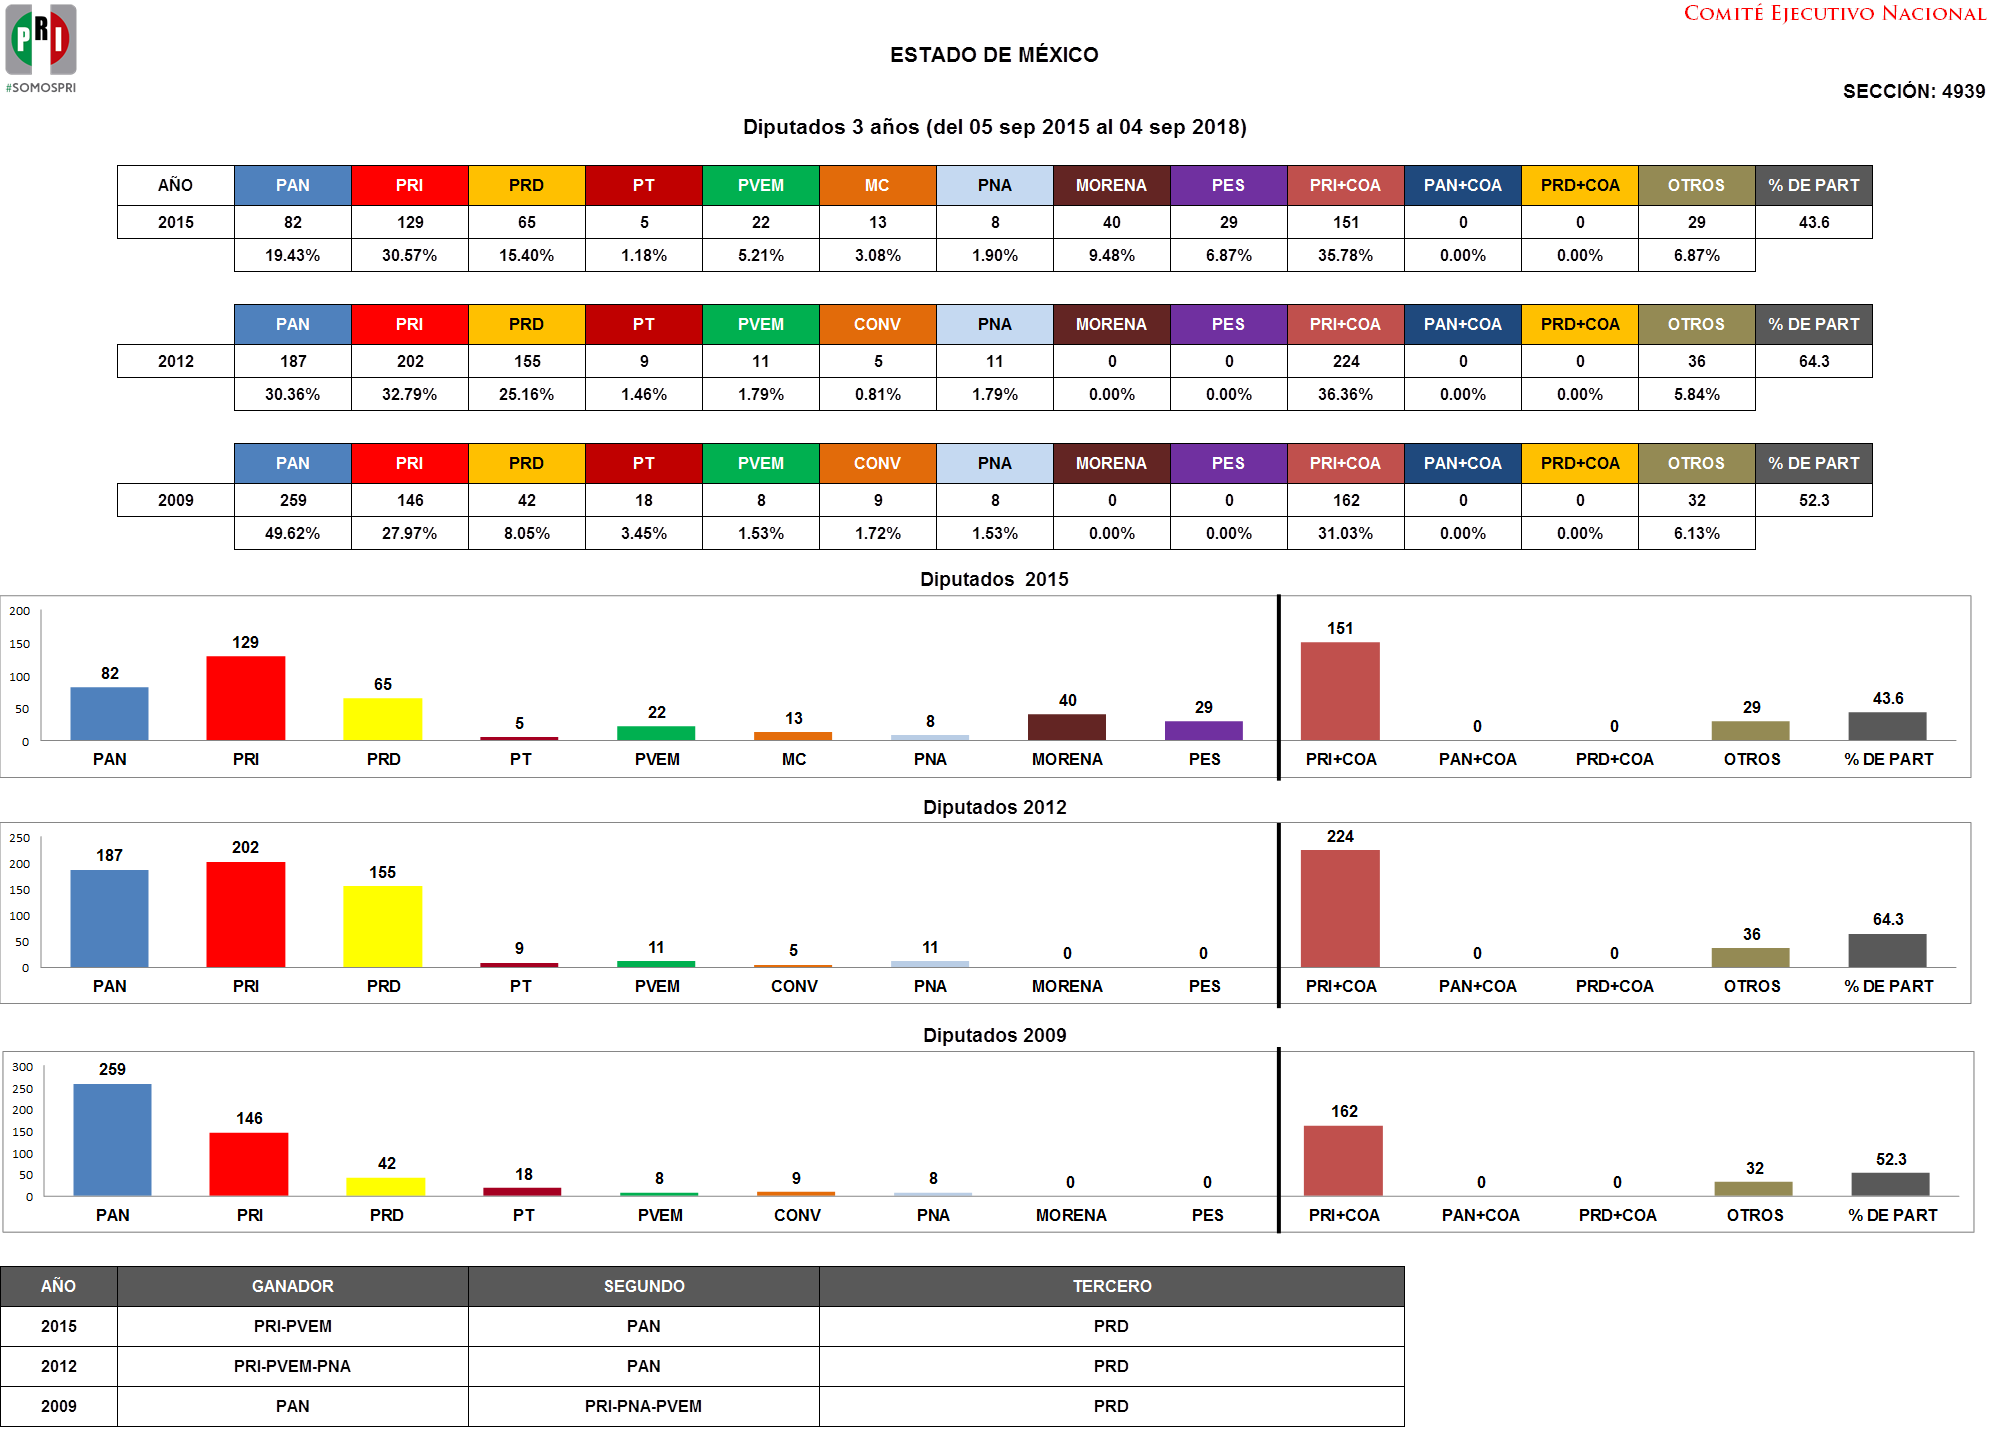 PRI
#SOMOSPRI
COMITÉ EJECUTIVO NACIONAL
ESTADO DE MÉXICO
SECCIÓN: 4939
Diputados 3 años (del 05 sep 2015 al 04 sep 2018)
AÑO PAN PRI PRD PT PVEM MC PNA MORENA PES PRI+COA PAN+COA PRD+COA OTROS % DE PART
2015 82 129 65 5 22 13 8 40 29 151 0 0 29 43.6
19.43% 30.57% 15.40% 1.18% 5.21% 3.08% 1.90% 9.48% 6.87% 35.78% 0.00% 0.00% 6.87%
PAN PRI PRD PT PVEM CONV PNA MORENA PES PRI+COA PAN+COA PRD+COA OTROS % DE PART
2012 187 202 155 9 11 5 11 0 0 224 0 0 36 64.3
30.36% 32.79% 25.16% 1.46% 1.79% 0.81% 1.79% 0.00% 0.00% 36.36% 0.00% 0.00% 5.84%
PAN PRI PRD PT PVEM CONV PNA MORENA PES PRI+COA PAN+COA PRD+COA OTROS % DE PART
2009 259 146 42 18 8 9 8 0 0 162 0 0 32 52.3
49.62% 27.97% 8.05% 3.45% 1.53% 1.72% 1.53% 0.00% 0.00% 31.03% 0.00% 0.00% 6.13%
Diputados 2015
200
150
100
50
0
82 129 65 5 22 13 8 40 29 151 0 0 29 43.6
PAN PRI PRD PT PVEM MC PNA MORENA PES PRI+COA PAN+COA PRD+COA OTROS % DE PART
Diputados 2012
250
200
150
100
50
0
187 202 155 9 11 5 11 0 0 224 0 0 36 64.3
PAN PRI PRD PT PVEM CONV PNA MORENA PES PRI+COA PAN+COA PRD+COA OTROS % DE PART
Diputados 2009
300
250
200
150
100
50
0
259 146 42 18 8 9 8 0 0 162 0 0 32 52.3
PAN PRI PRD PT PVEM CONV PNA MORENA PES PRI+COA PAN+COA PRD+COA OTROS % DE PART
AÑO GANADOR SEGUNDO TERCERO
2015 PRI-PVEM PAN PRD
2012 PRI-PVEM-PNA PAN PRD
2009 PAN PRI-PNA-PVEM PRD